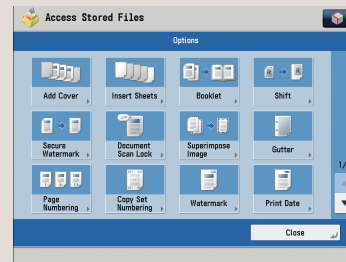 Access Stored Files
Options
Add Cover
Insert Sheets
Booklet
Shift
Secure
Watermark
Document
Scan Lock
Superimpose
Image
Gutter
Page
Numbering
Copy Set
Numbering
Watermark
Print Date
1/
Close